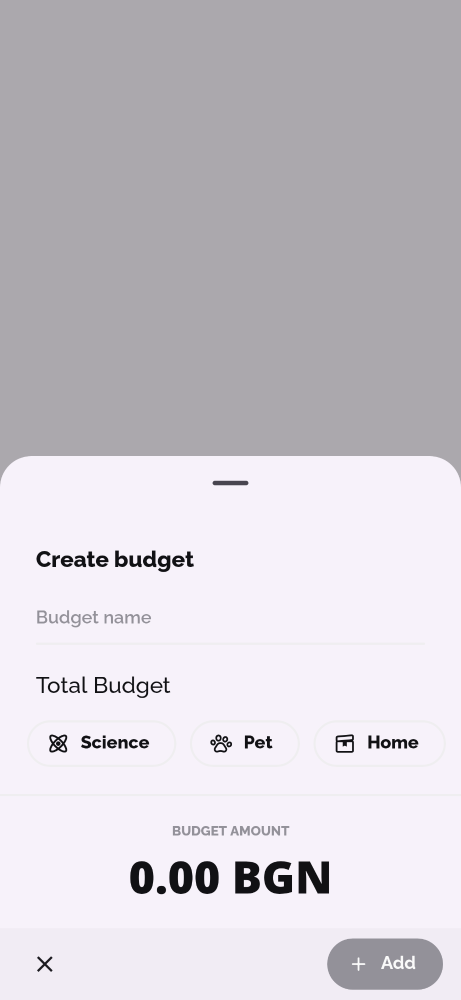 Create budget
Budget name
Total Budget
Science
Pet
Home
BUDGET AMOUNT
0.00 BGN
Add